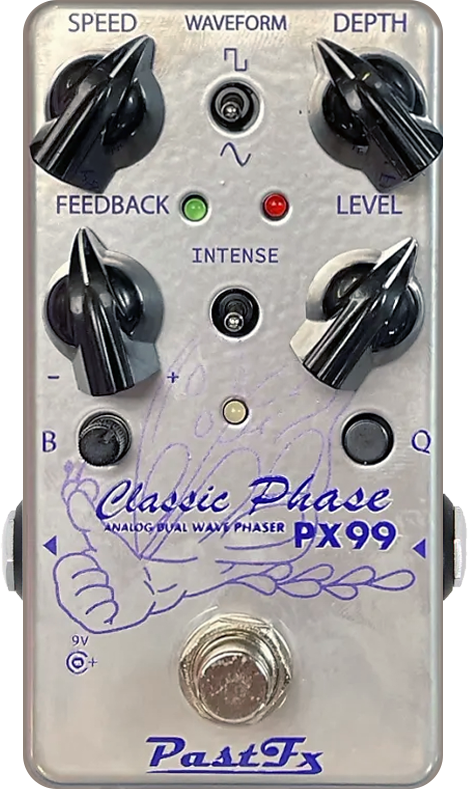 SPEED WAVEFORM DEPTH
FEEDBACK LEVEL
INTENSE
- +
B Q
Classic Phase
ANALOG DUAL WAVE PHASER PX99
9V
+
PastFx